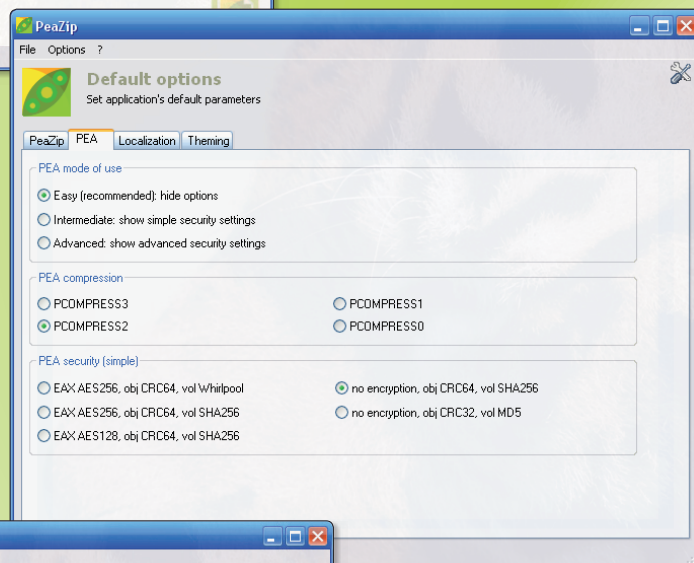 PeaZip
File Options ?
Default options
Set application's default parameters
PeaZip PEA Localization Theming
PEA mode of use
Easy (recommended): hide options
Intermediate: show simple security settings
Advanced: show advanced security settings
PEA compression
PCOMPRESS3 PCOMPRESS1
PCOMPRESS2 PCOMPRESS0
PEA security (simple)
EAX AES256, obj CRC64, vol Whirlpool no encryption, obj CRC64, vol SHA256
EAX AES256, obj CRC64, vol SHA256 no encryption, obj CRC32, vol MD5
EAX AES128, obj CRC64, vol SHA256